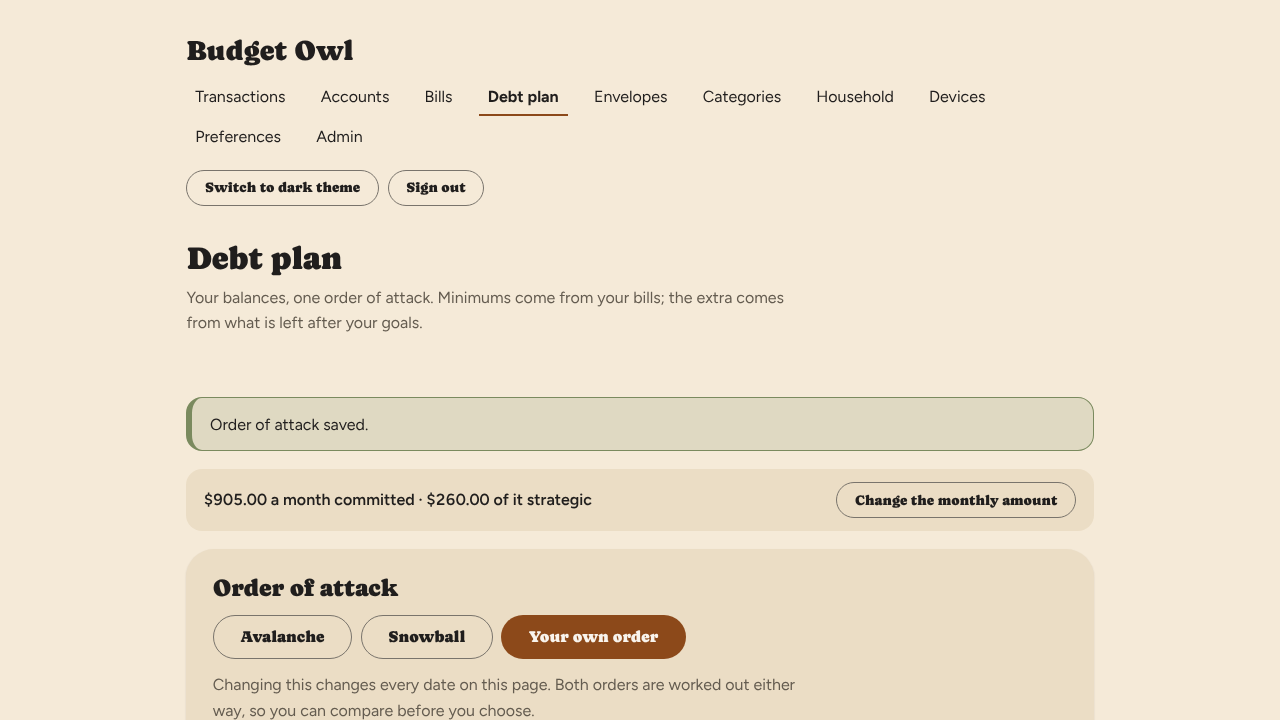 Budget Owl
Transactions Accounts Bills Debt plan Envelopes Categories Household Devices
Preferences Admin
Switch to dark theme Sign out
Debt plan
Your balances, one order of attack. Minimums come from your bills; the extra comes
from what is left after your goals.
Order of attack saved.
$905.00 a month committed · $260.00 of it strategic Change the monthly amount
Order of attack
Avalanche Snowball Your own order
Changing this changes every date on this page. Both orders are worked out either
way, so you can compare before you choose.